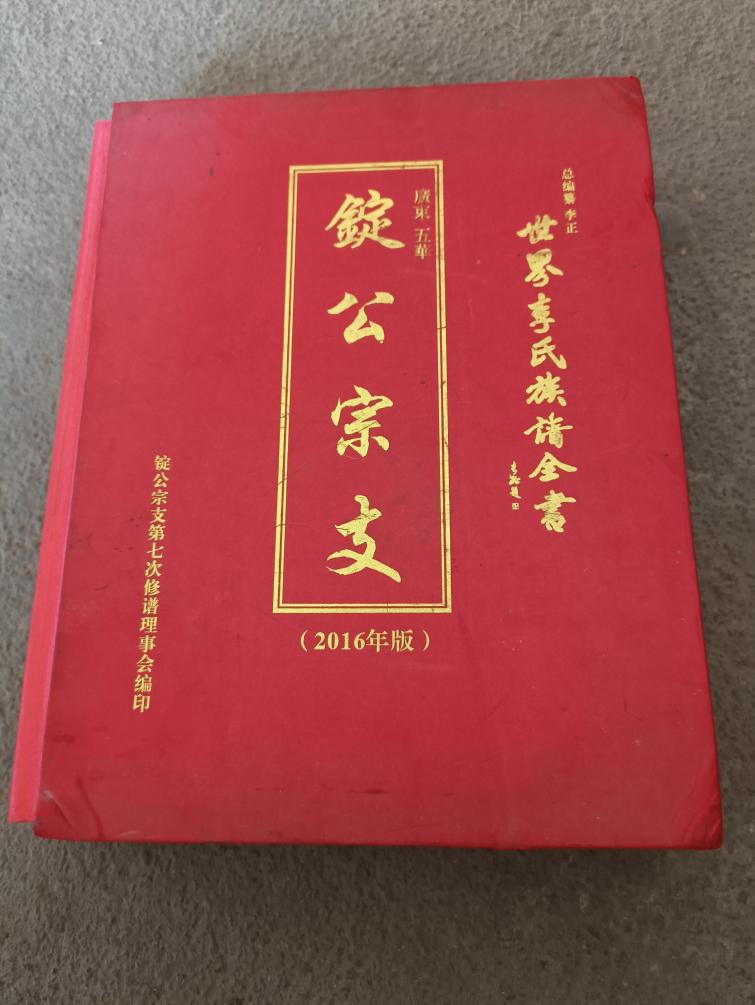 总编纂 李正
世界李氏族谱全书
廣東 五華
錠公宗支
（2016年版）
锭公宗支第七次修谱理事会编印